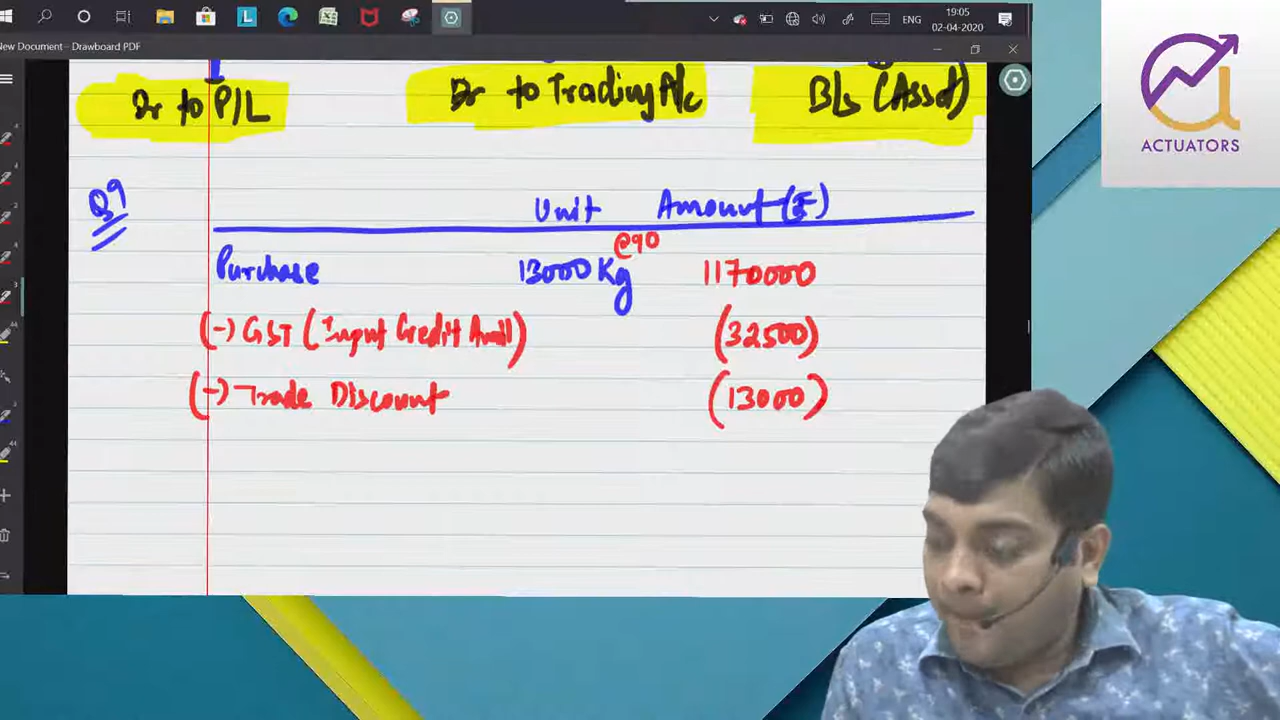 19:05
ENG
02-04-2020
New Document - Drawboard PDF
Dr to P/L
Dr to Trading A/c
B/s (Asset)
ACTUATORS
Q9
Unit Amount (₹)
@90
Purchase 13000 Kg 1170000
(-) GST (Input Credit Avail) (32500)
(-) Trade Discount (13000)